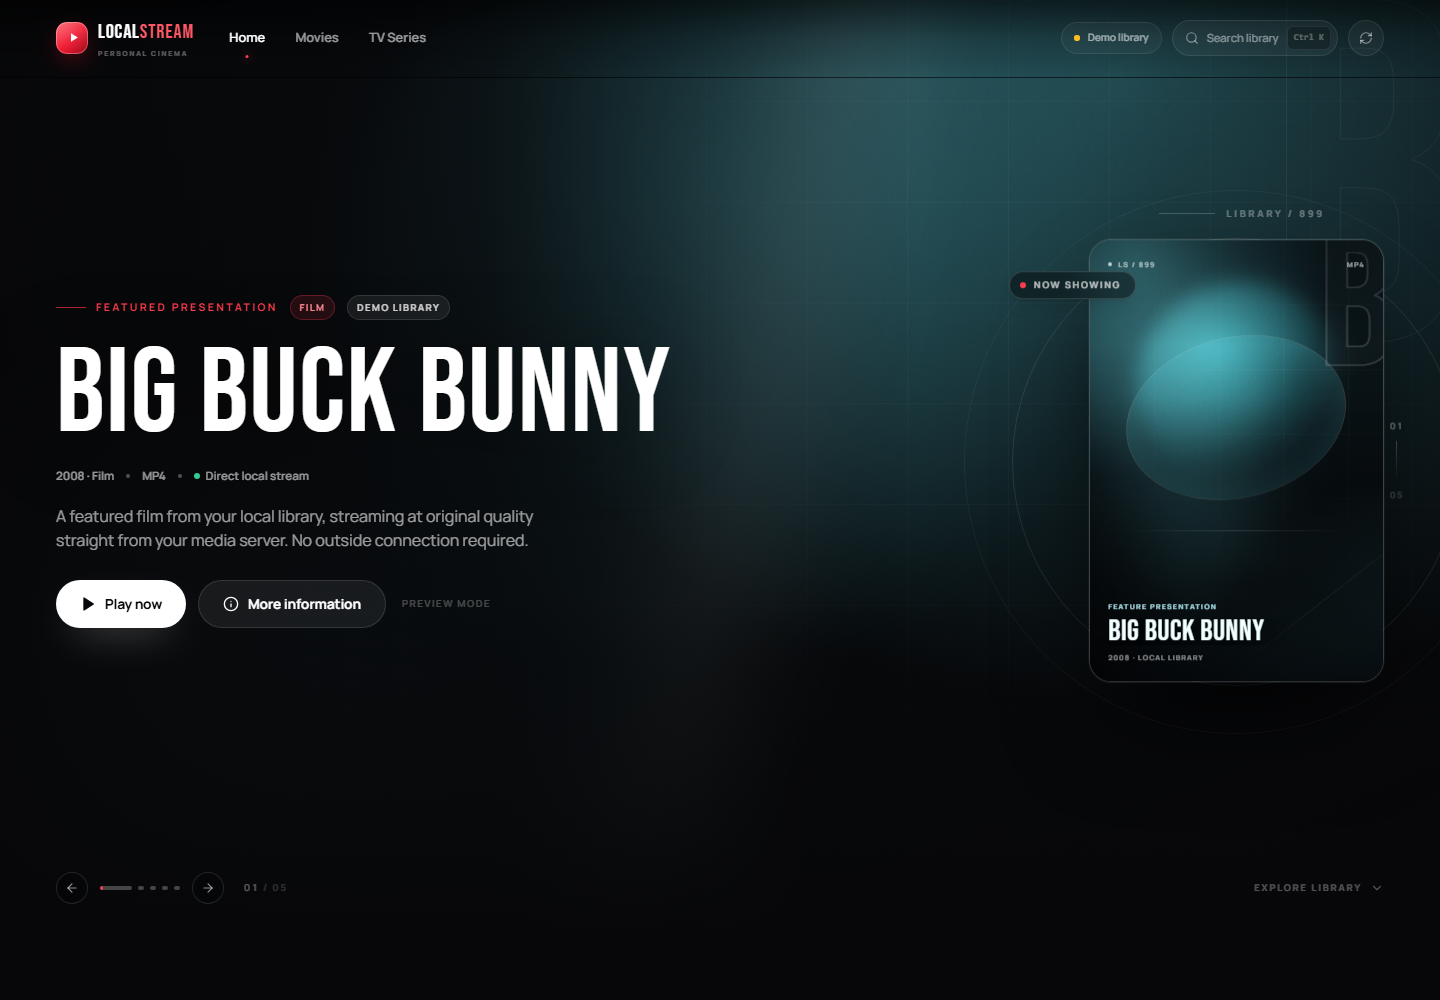 LOCALSTREAM
PERSONAL CINEMA
Home
Movies
TV Series
Demo library
Search library
Ctrl K
LIBRARY / 899
LS / 899
MP4
BBB
NOW SHOWING
FEATURED PRESENTATION
FILM
DEMO LIBRARY
BIG BUCK BUNNY
2008 · Film • MP4 • Direct local stream
A featured film from your local library, streaming at original quality
straight from your media server. No outside connection required.
Play now
More information
PREVIEW MODE
01
05
FEATURE PRESENTATION
BIG BUCK BUNNY
2008 · LOCAL LIBRARY
01 / 05
EXPLORE LIBRARY